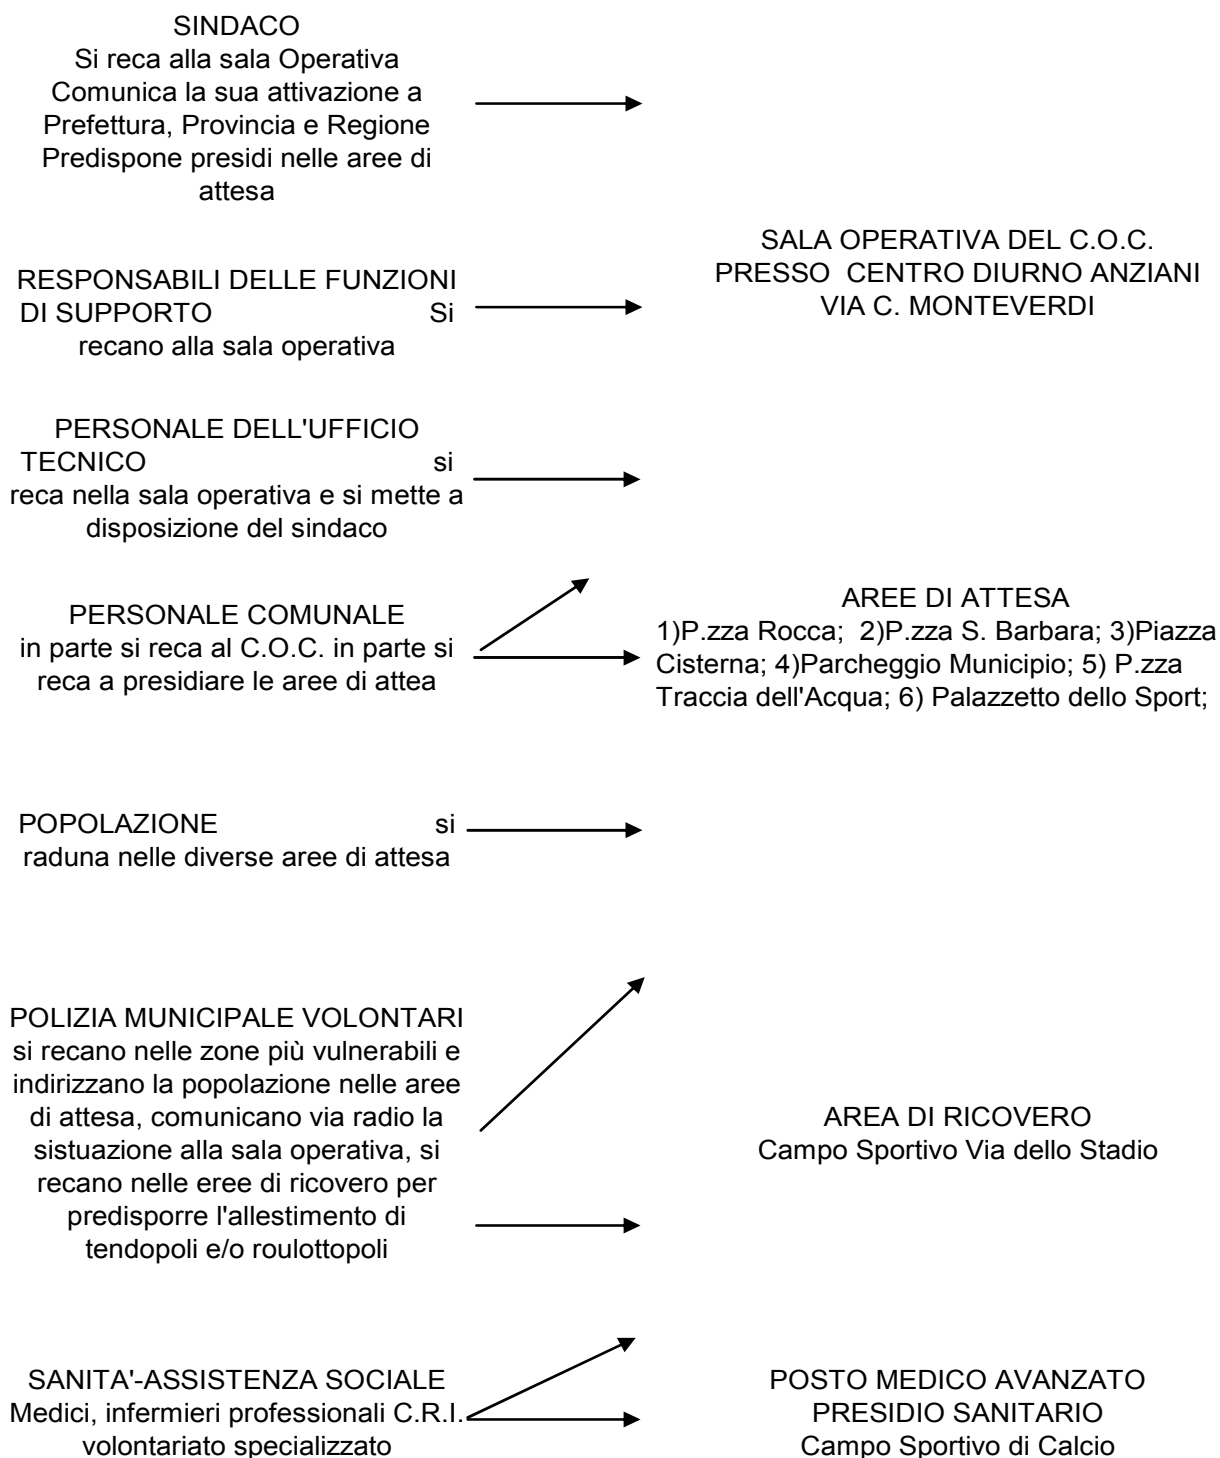 SINDACO
Si reca alla sala Operativa
Comunica la sua attivazione a
Prefettura, Provincia e Regione
Predispone presidi nelle aree di
attesa
SALA OPERATIVA DEL C.O.C.
PRESSO CENTRO DIURNO ANZIANI
VIA C. MONTEVERDI
RESPONSABILI DELLE FUNZIONI
DI SUPPORTO Si
recano alla sala operativa
PERSONALE DELL'UFFICIO
TECNICO si
reca nella sala operativa e si mette a
disposizione del sindaco
PERSONALE COMUNALE
in parte si reca al C.O.C. in parte si
reca a presidiare le aree di attea
AREE DI ATTESA
1)P.zza Rocca; 2)P.zza S. Barbara; 3)Piazza
Cisterna; 4)Parcheggio Municipio; 5) P.zza
Traccia dell'Acqua; 6) Palazzetto dello Sport;
POPOLAZIONE si
raduna nelle diverse aree di attesa
POLIZIA MUNICIPALE VOLONTARI
si recano nelle zone più vulnerabili e
indirizzano la popolazione nelle aree
di attesa, comunicano via radio la
sistuazione alla sala operativa, si
recano nelle eree di ricovero per
predisporre l'allestimento di
tendopoli e/o roulottopoli
AREA DI RICOVERO
Campo Sportivo Via dello Stadio
SANITA'-ASSISTENZA SOCIALE
Medici, infermieri professionali C.R.I.
volontariato specializzato
POSTO MEDICO AVANZATO
PRESIDIO SANITARIO
Campo Sportivo di Calcio